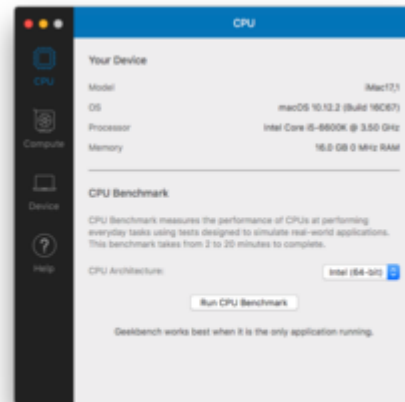 CPU
CPU
Compute
Device
Help
Your Device
Model iMac17,1
OS macOS 10.12.2 (Build 16C67)
Processor Intel Core i5-6600K @ 3.50 GHz
Memory 16.0 GB 0 MHz RAM
CPU Benchmark
CPU Benchmark measures the performance of CPUs at performing
everyday tasks using tests designed to simulate real-world applications.
This benchmark takes from 2 to 20 minutes to complete.
CPU Architecture: Intel (64-bit)
Run CPU Benchmark
Geekbench works best when it is the only application running.